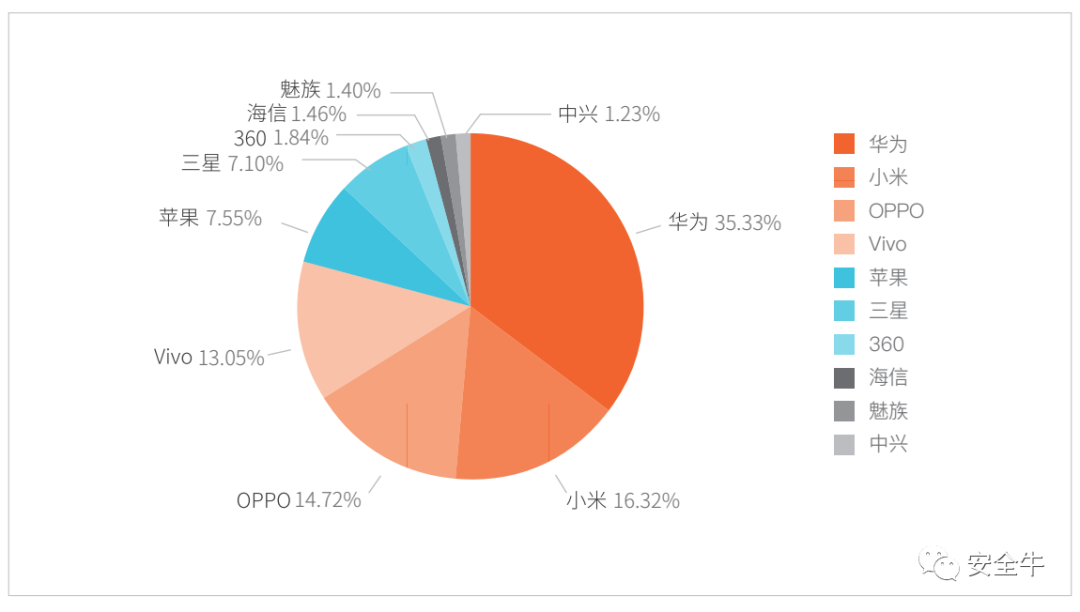 魅族 1.40%
海信 1.46%
中兴 1.23%
360 1.84%
三星 7.10%
苹果 7.55%
华为 35.33%
Vivo 13.05%
OPPO 14.72%
小米 16.32%
华为
小米
OPPO
Vivo
苹果
三星
360
海信
魅族
中兴
安全牛